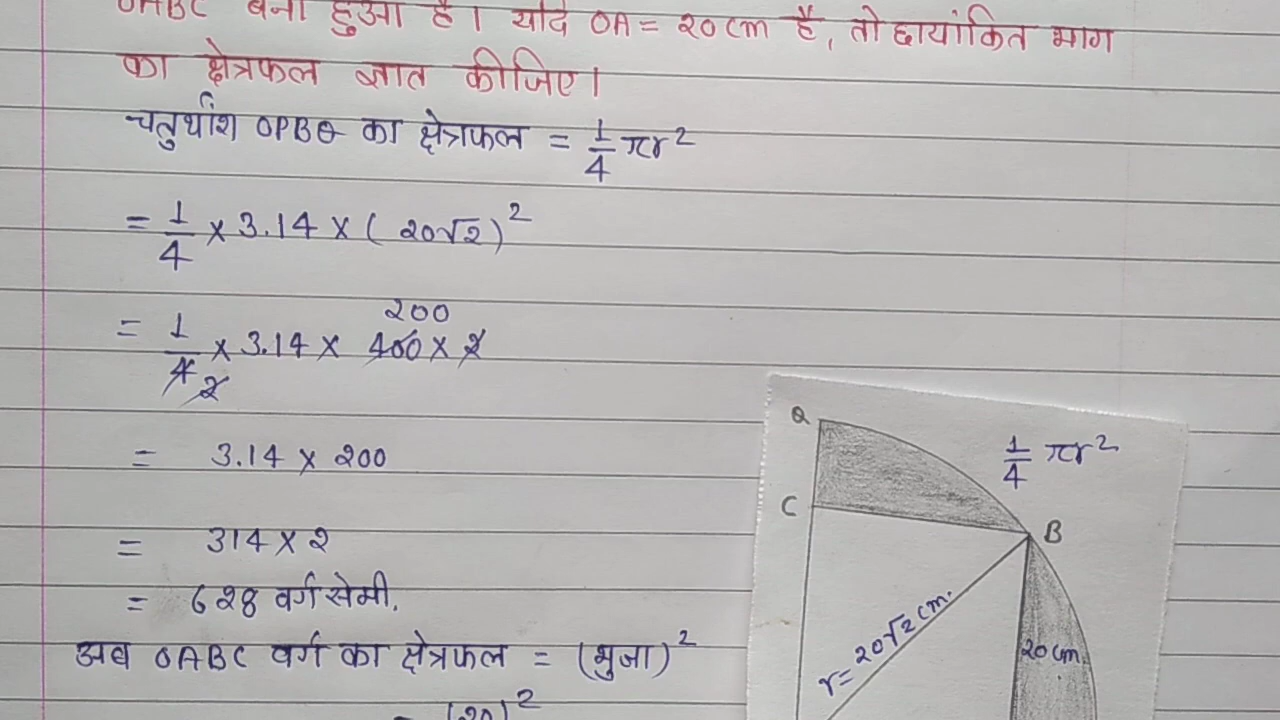 OABC बना हुआ है। यदि OA = 20cm है, तो छायांकित भाग
का क्षेत्रफल ज्ञात कीजिए।
चतुर्थांश OPBQ का क्षेत्रफल = 1/4 πr²
= 1/4 × 3.14 × ( 20√2 )²
200
= 1/4 × 3.14 × 400 × 2
2
= 3.14 × 200
= 314 × 2
= 628 वर्ग सेमी.
अब OABC वर्ग का क्षेत्रफल = (भुजा)²
= (20)²
Q
1/4 πr²
C
B
r = 20√2 cm.
20 cm.